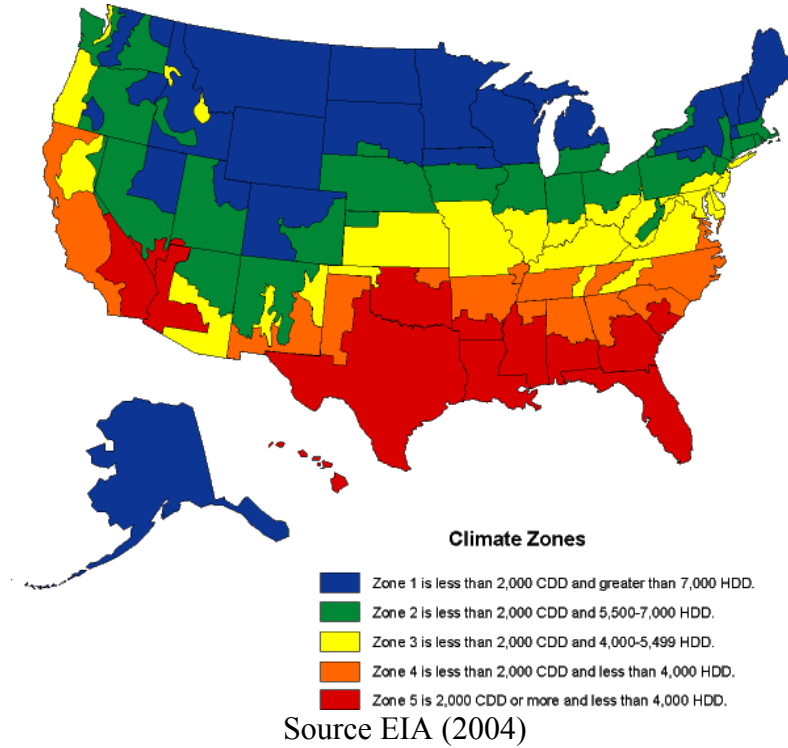 Climate Zones
Zone 1 is less than 2,000 CDD and greater than 7,000 HDD.
Zone 2 is less than 2,000 CDD and 5,500-7,000 HDD.
Zone 3 is less than 2,000 CDD and 4,000-5,499 HDD.
Zone 4 is less than 2,000 CDD and less than 4,000 HDD.
Zone 5 is 2,000 CDD or more and less than 4,000 HDD.
Source EIA (2004)